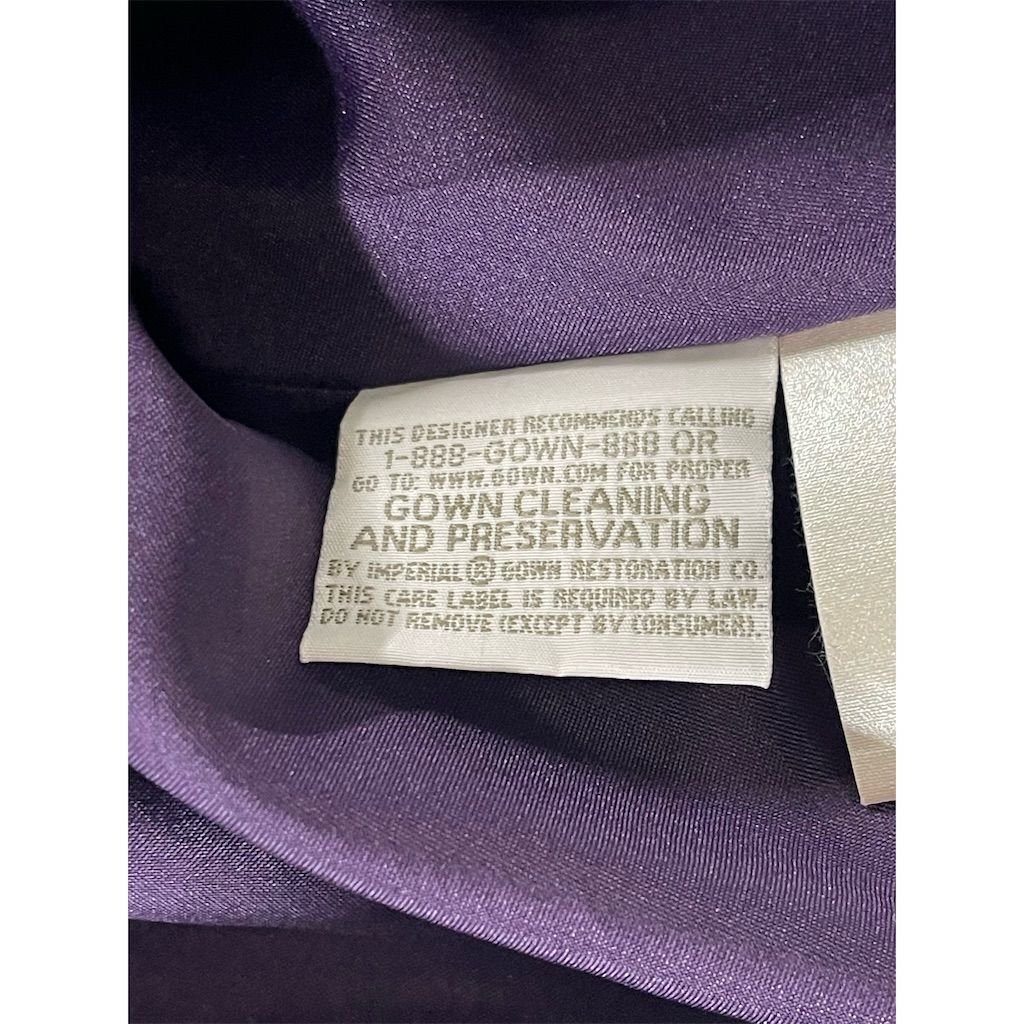 THIS DESIGNER RECOMMENDS CALLING
1-888-GOWN-888 OR
GO TO: WWW.GOWN.COM FOR PROPER
GOWN CLEANING
AND PRESERVATION
BY IMPERIAL® GOWN RESTORATION CO.
THIS CARE LABEL IS REQUIRED BY LAW.
DO NOT REMOVE (EXCEPT BY CONSUMER).